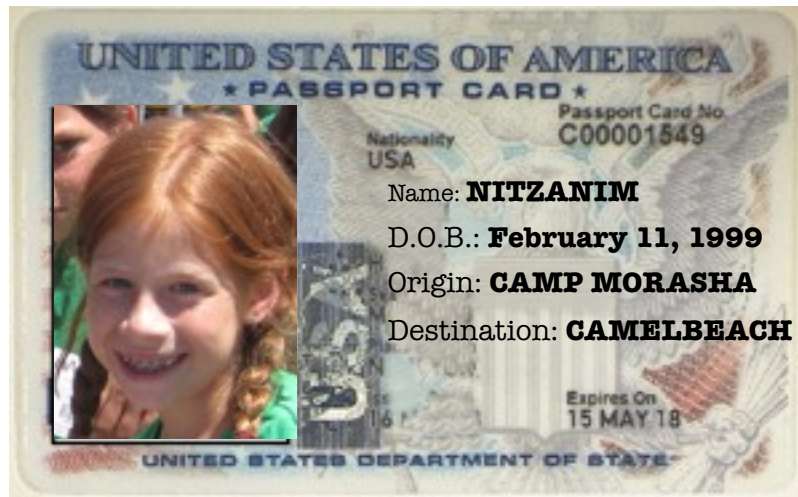 UNITED STATES OF AMERICA
★ PASSPORT CARD ★
Passport Card No
C00001549
Nationality
USA
Name: NITZANIM
D.O.B.: February 11, 1999
Origin: CAMP MORASHA
Destination: CAMELBEACH
USA
Expires On
15 MAY 18
UNITED STATES DEPARTMENT OF STATE